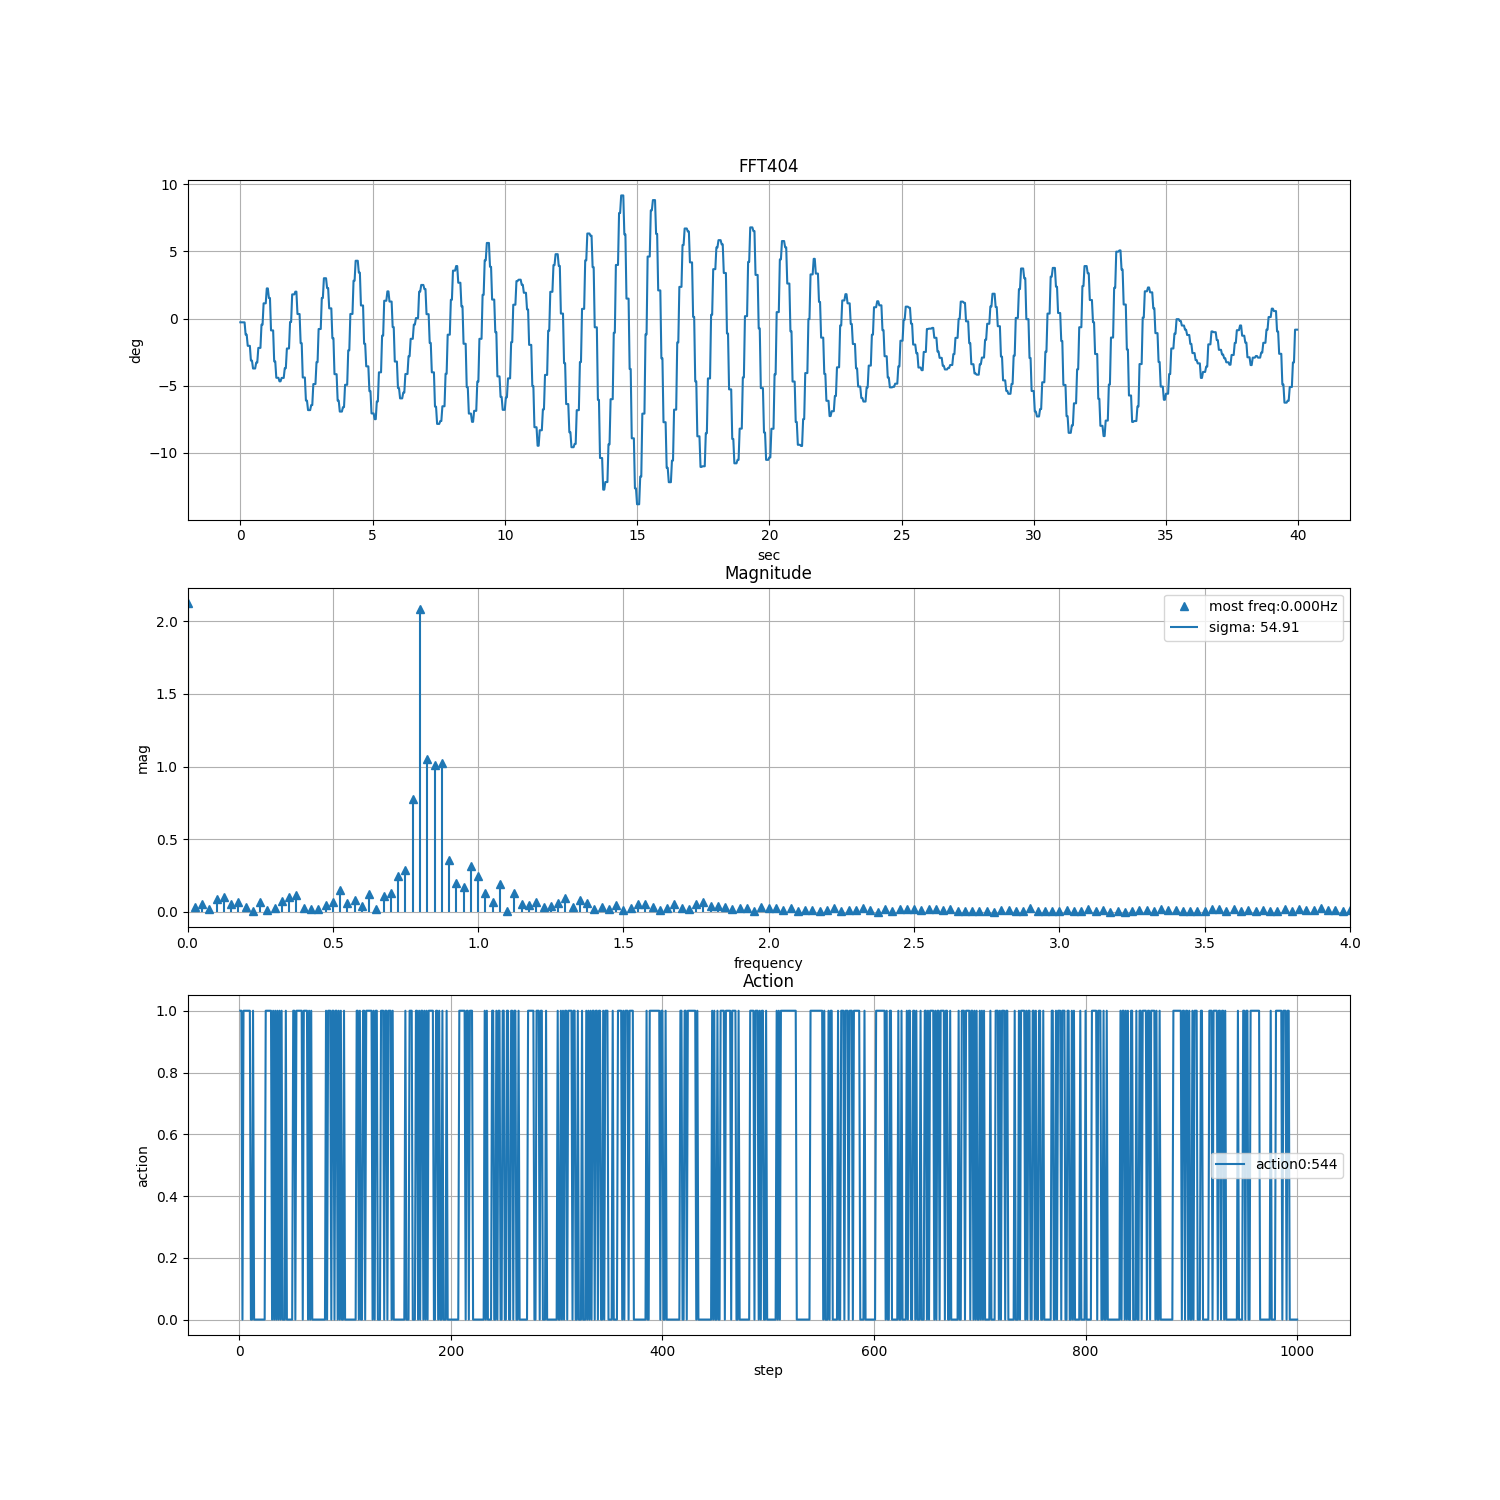 FFT404
10
5
0
−5
−10
deg
0 5 10 15 20 25 30 35 40
sec
Magnitude
most freq:0.000Hz
sigma: 54.91
2.0
1.5
1.0
0.5
0.0
mag
0.0 0.5 1.0 1.5 2.0 2.5 3.0 3.5 4.0
frequency
Action
1.0
0.8
0.6
0.4
0.2
0.0
action
action0:544
0 200 400 600 800 1000
step